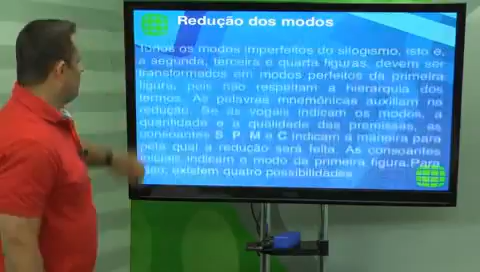 Redução dos modos
Todos os modos imperfeitos do silogismo, isto é,
a segunda, terceira e quarta figuras, devem ser
transformados em modos perfeitos da primeira
figura, pois não respeitam a hierarquia dos
termos. As palavras mnemônicas auxiliam na
redução. Se as vogais indicam os modos, a
quantidade e a qualidade das premissas, as
consoantes S, P, M e C indicam a maneira para
pela qual a redução será feita. As consoantes
iniciais indicam o modo da primeira figura.Para
isso, existem quatro possibilidades